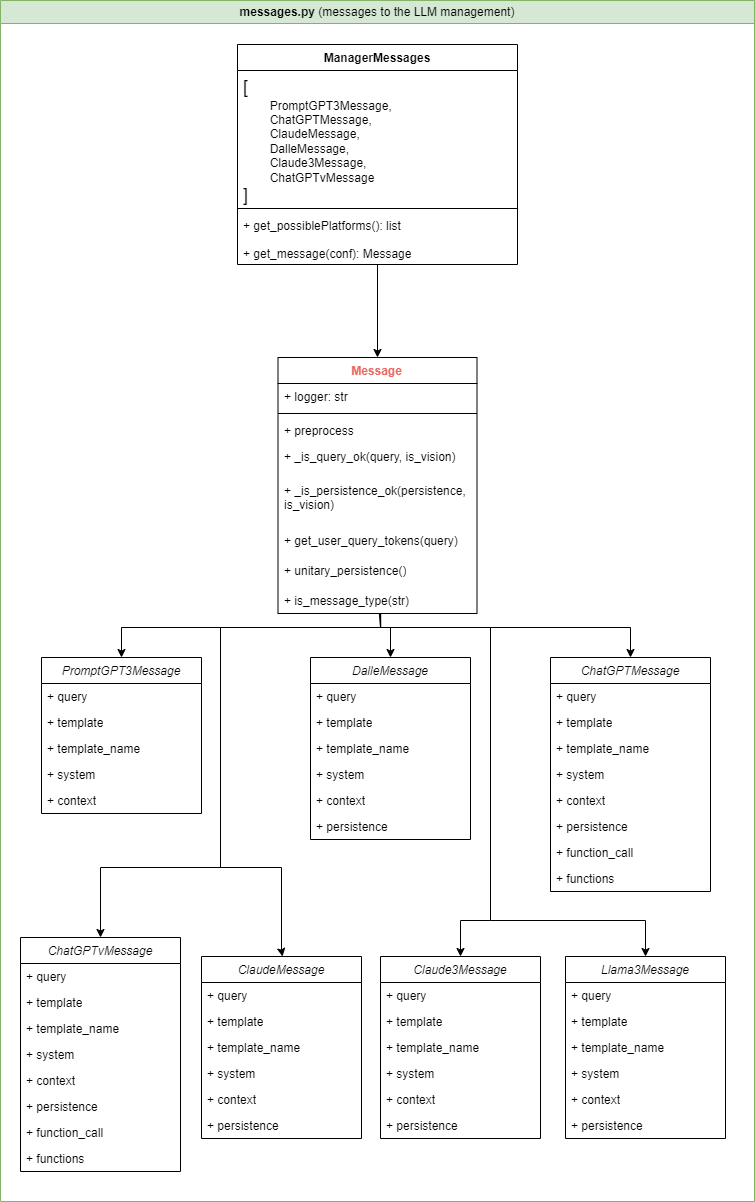 messages.py (messages to the LLM management)
ManagerMessages
[
PromptGPT3Message,
ChatGPTMessage,
ClaudeMessage,
DalleMessage,
Claude3Message,
ChatGPTvMessage
]
+ get_possiblePlatforms(): list
+ get_message(conf): Message
Message
+ logger: str
+ preprocess
+ _is_query_ok(query, is_vision)
+ _is_persistence_ok(persistence,
is_vision)
+ get_user_query_tokens(query)
+ unitary_persistence()
+ is_message_type(str)
PromptGPT3Message
+ query
+ template
+ template_name
+ system
+ context
DalleMessage
+ query
+ template
+ template_name
+ system
+ context
+ persistence
ChatGPTMessage
+ query
+ template
+ template_name
+ system
+ context
+ persistence
+ function_call
+ functions
ChatGPTvMessage
+ query
+ template
+ template_name
+ system
+ context
+ persistence
+ function_call
+ functions
ClaudeMessage
+ query
+ template
+ template_name
+ system
+ context
+ persistence
Claude3Message
+ query
+ template
+ template_name
+ system
+ context
+ persistence
Llama3Message
+ query
+ template
+ template_name
+ system
+ context
+ persistence